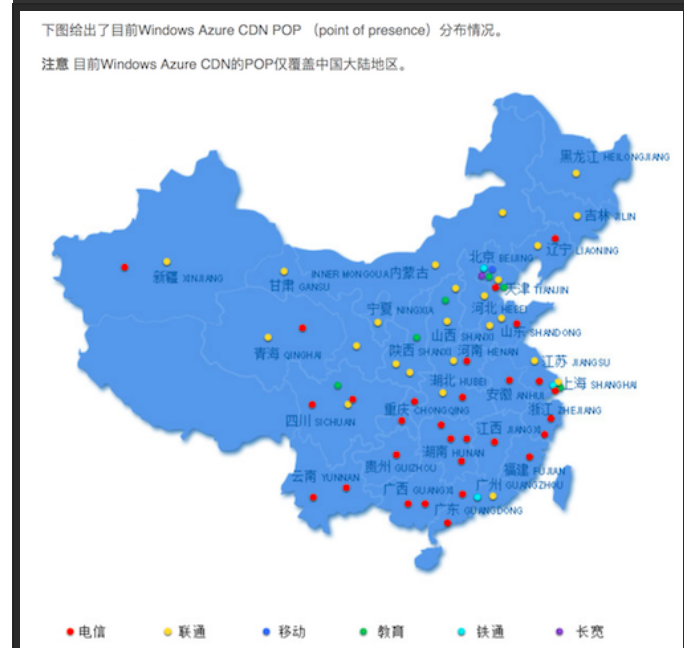 下图给出了目前Windows Azure CDN POP （point of presence）分布情况。
注意 目前Windows Azure CDN的POP仅覆盖中国大陆地区。
黑龙江 HEILONGJIANG
吉林 JILIN
辽宁 LIAONING
北京 BEIJING
新疆 XINJIANG
甘肃 GANSU
INNER MONGOUA 内蒙古
天津 TIANJIN
宁夏 NINGXIA
河北 HEBEI
山西 SHANXI
山东 SHANDONG
青海 QINGHAI
陕西 SHANXI
河南 HENAN
江苏 JIANGSU
湖北 HUBEI
上海 SHANGHAI
安徽 ANHUI
四川 SICHUAN
重庆 CHONGQING
浙江 ZHEJIANG
江西 JIANGXI
湖南 HUNAN
贵州 GUIZHOU
福建 FUJIAN
云南 YUNNAN
广西 GUANGXI
广州 GUANGZHOU
广东 GUANGDONG
电信 联通 移动 教育 铁通 长宽